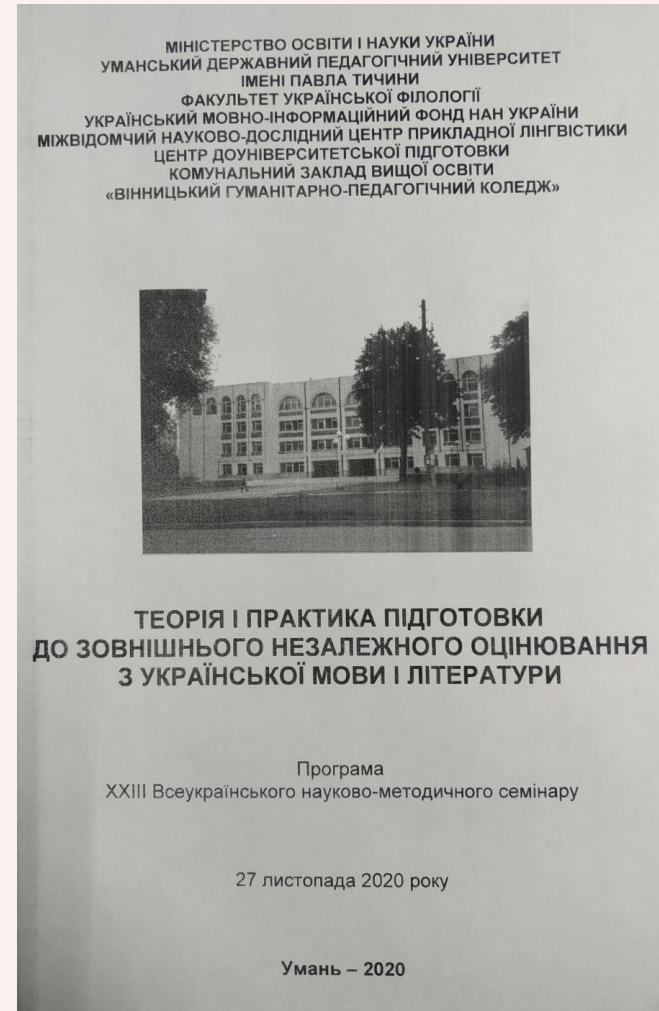 МІНІСТЕРСТВО ОСВІТИ І НАУКИ УКРАЇНИ
УМАНСЬКИЙ ДЕРЖАВНИЙ ПЕДАГОГІЧНИЙ УНІВЕРСИТЕТ
ІМЕНІ ПАВЛА ТИЧИНИ
ФАКУЛЬТЕТ УКРАЇНСЬКОЇ ФІЛОЛОГІЇ
УКРАЇНСЬКИЙ МОВНО-ІНФОРМАЦІЙНИЙ ФОНД НАН УКРАЇНИ
МІЖВІДОМЧИЙ НАУКОВО-ДОСЛІДНИЙ ЦЕНТР ПРИКЛАДНОЇ ЛІНГВІСТИКИ
ЦЕНТР ДОУНІВЕРСИТЕТСЬКОЇ ПІДГОТОВКИ
КОМУНАЛЬНИЙ ЗАКЛАД ВИЩОЇ ОСВІТИ
«ВІННИЦЬКИЙ ГУМАНІТАРНО-ПЕДАГОГІЧНИЙ КОЛЕДЖ»
ТЕОРІЯ І ПРАКТИКА ПІДГОТОВКИ
ДО ЗОВНІШНЬОГО НЕЗАЛЕЖНОГО ОЦІНЮВАННЯ
З УКРАЇНСЬКОЇ МОВИ І ЛІТЕРАТУРИ
Програма
XXIII Всеукраїнського науково-методичного семінару
27 листопада 2020 року
Умань – 2020